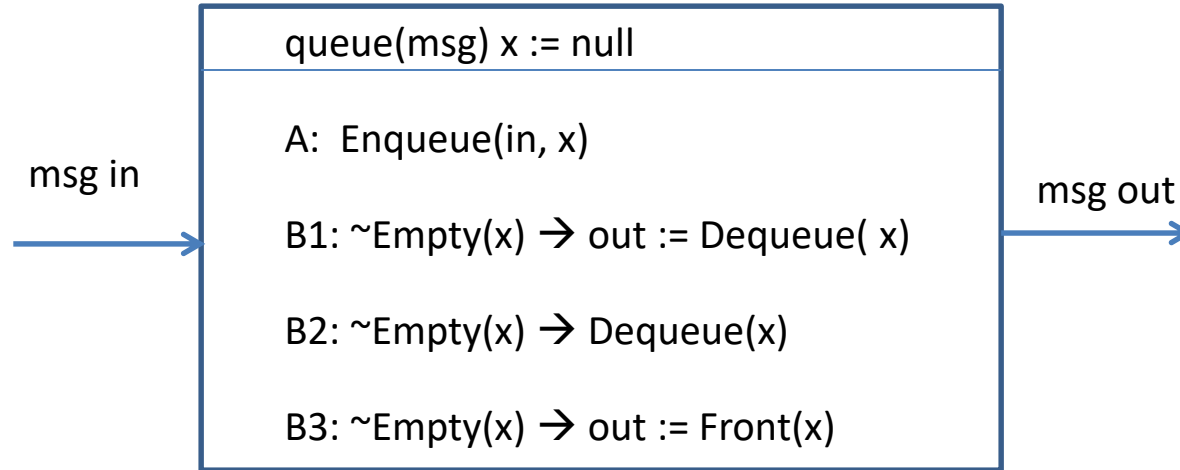 queue(msg) x := null
A:  Enqueue(in, x)
msg in
msg out
B1: ~Empty(x) → out := Dequeue( x)
B2: ~Empty(x) → Dequeue(x)
B3: ~Empty(x) → out := Front(x)